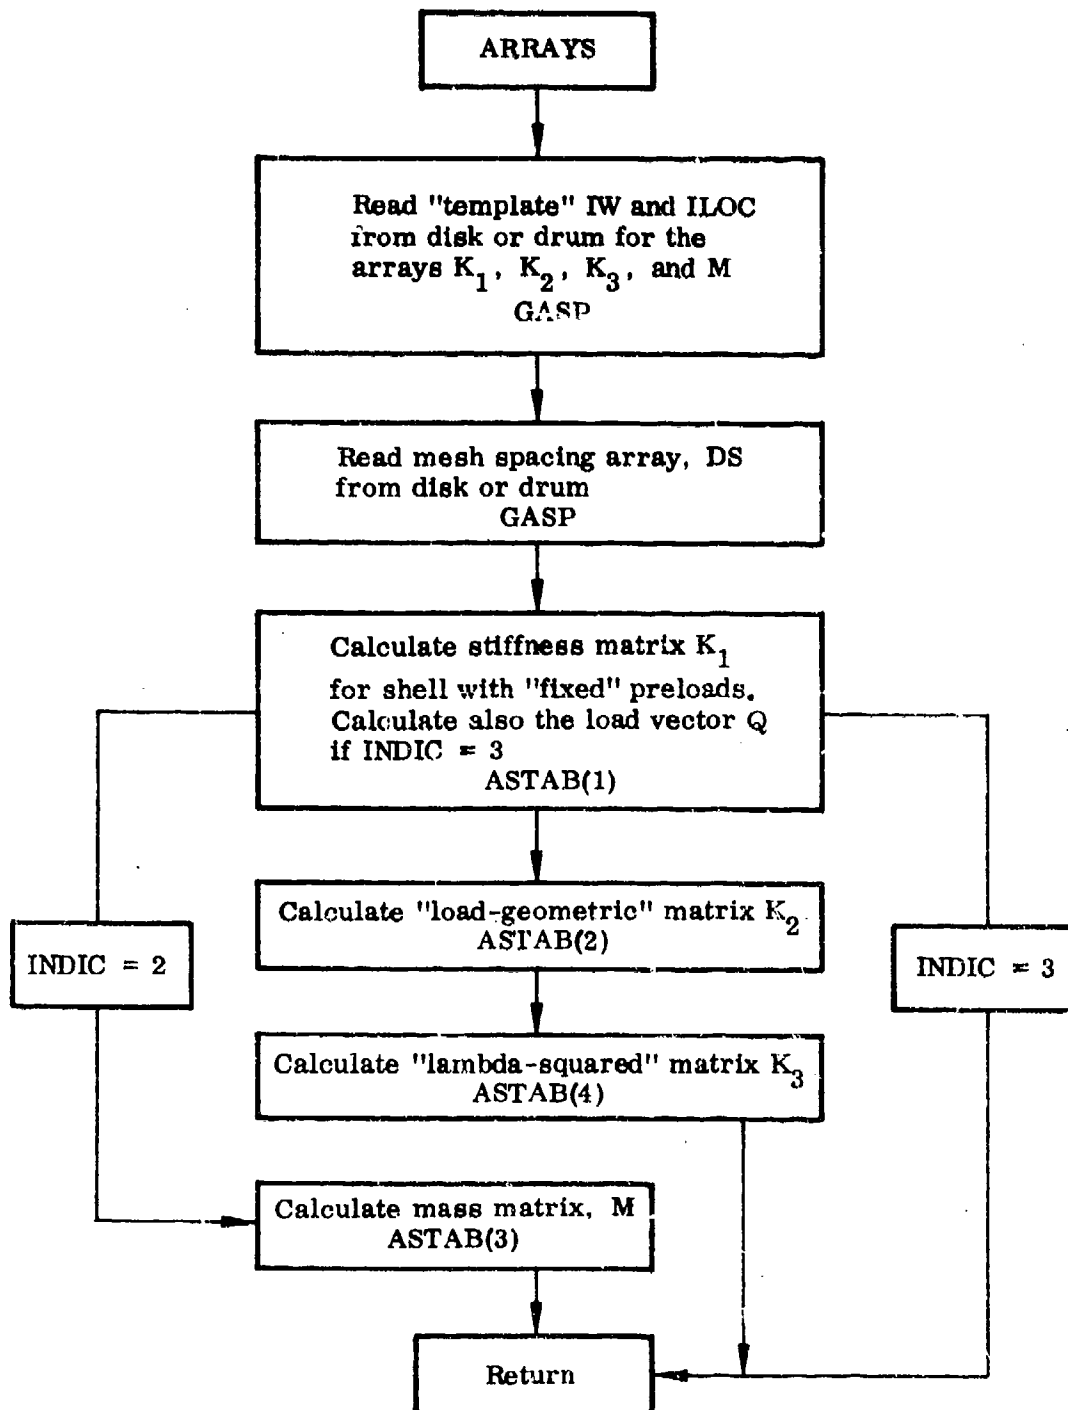 ARRAYS
Read "template" IW and ILOC
from disk or drum for the
arrays K1, K2, K3, and M
GASP
Read mesh spacing array, DS
from disk or drum
GASP
Calculate stiffness matrix K1
for shell with "fixed" preloads.
Calculate also the load vector Q
if INDIC = 3
ASTAB(1)
Calculate "load-geometric" matrix K2
ASTAB(2)
INDIC = 2
INDIC = 3
Calculate "lambda-squared" matrix K3
ASTAB(4)
Calculate mass matrix, M
ASTAB(3)
Return